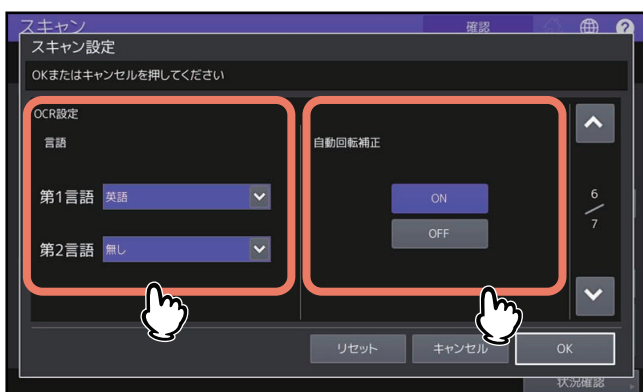 スキャン 確認 ?
スキャン設定
OKまたはキャンセルを押してください
OCR設定
言語
自動回転補正
第1言語 英語
ON
第2言語 無し
OFF
6
/
7
リセット キャンセル OK
状況確認